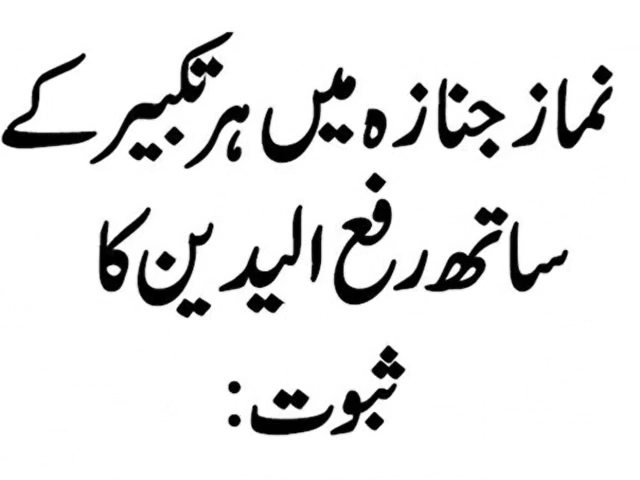 نماز جنازہ میں ہر تکبیر کے
ساتھ رفع الیدین کا
ثبوت: